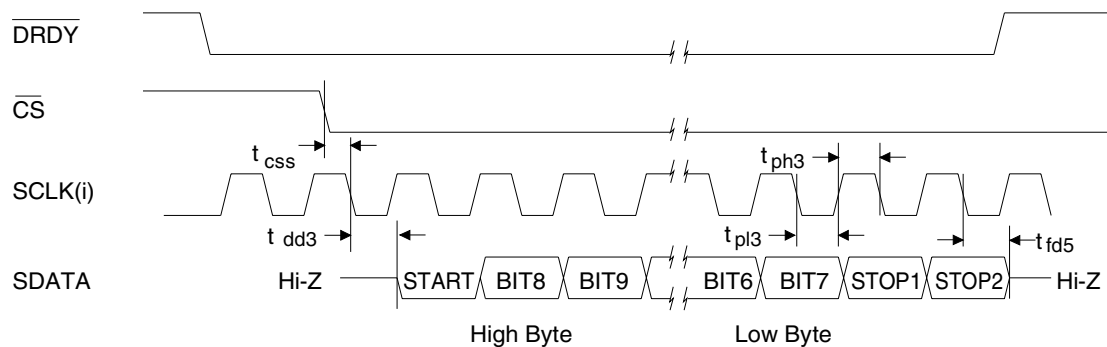 DRDY
CS
t css
t ph3
SCLK(i)
t dd3
t pl3
t fd5
SDATA
Hi-Z
START
BIT8
BIT9
BIT6
BIT7
STOP1
STOP2
Hi-Z
High Byte
Low Byte